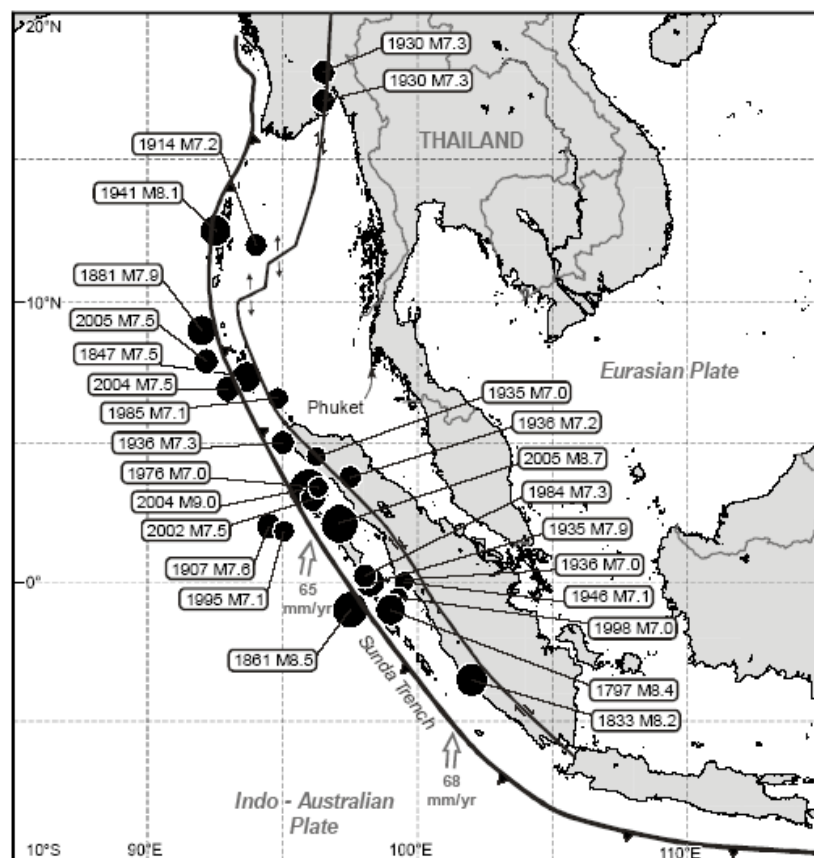 20°N
1930 M7.3
1930 M7.3
THAILAND
1914 M7.2
1941 M8.1
1881 M7.9
10°N
2005 M7.5
1847 M7.5
Eurasian Plate
2004 M7.5
1935 M7.0
1985 M7.1
Phuket
1936 M7.2
1936 M7.3
2005 M8.7
1976 M7.0
1984 M7.3
2004 M9.0
2002 M7.5
1935 M7.9
1936 M7.0
1907 M7.6
0°
65
mm/yr
1946 M7.1
1995 M7.1
1998 M7.0
1861 M8.5
Sunda Trench
1797 M8.4
1833 M8.2
68
mm/yr
Indo - Australian
Plate
10°S
90°E
100°E
110°E